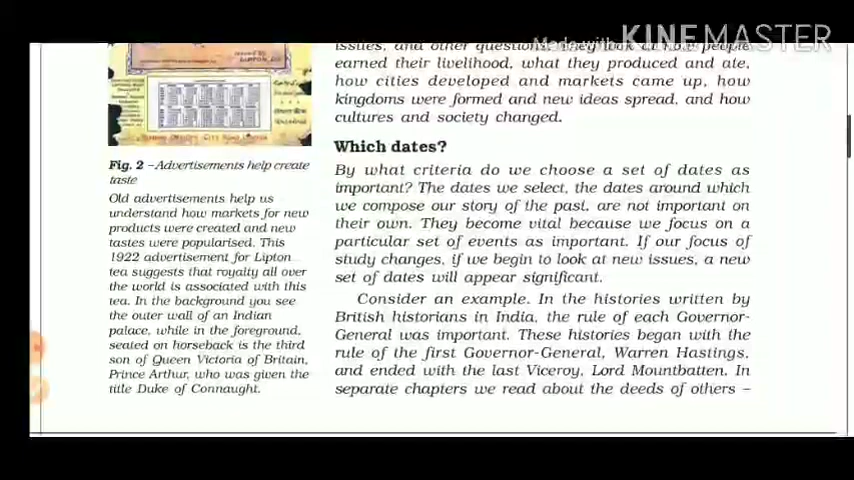 Made with KINEMASTER
issues, and other questions. They look at how people
earned their livelihood, what they produced and ate,
how cities developed and markets came up, how
kingdoms were formed and new ideas spread, and how
cultures and society changed.
Which dates?
By what criteria do we choose a set of dates as
important? The dates we select, the dates around which
we compose our story of the past, are not important on
their own. They become vital because we focus on a
particular set of events as important. If our focus of
study changes, if we begin to look at new issues, a new
set of dates will appear significant.
Consider an example. In the histories written by
British historians in India, the rule of each Governor-
General was important. These histories began with the
rule of the first Governor-General, Warren Hastings,
and ended with the last Viceroy, Lord Mountbatten. In
separate chapters we read about the deeds of others –
Fig. 2 – Advertisements help create
taste
Old advertisements help us
understand how markets for new
products were created and new
tastes were popularised. This
1922 advertisement for Lipton
tea suggests that royalty all over
the world is associated with this
tea. In the background you see
the outer wall of an Indian
palace, while in the foreground,
seated on horseback is the third
son of Queen Victoria of Britain,
Prince Arthur, who was given the
title Duke of Connaught.